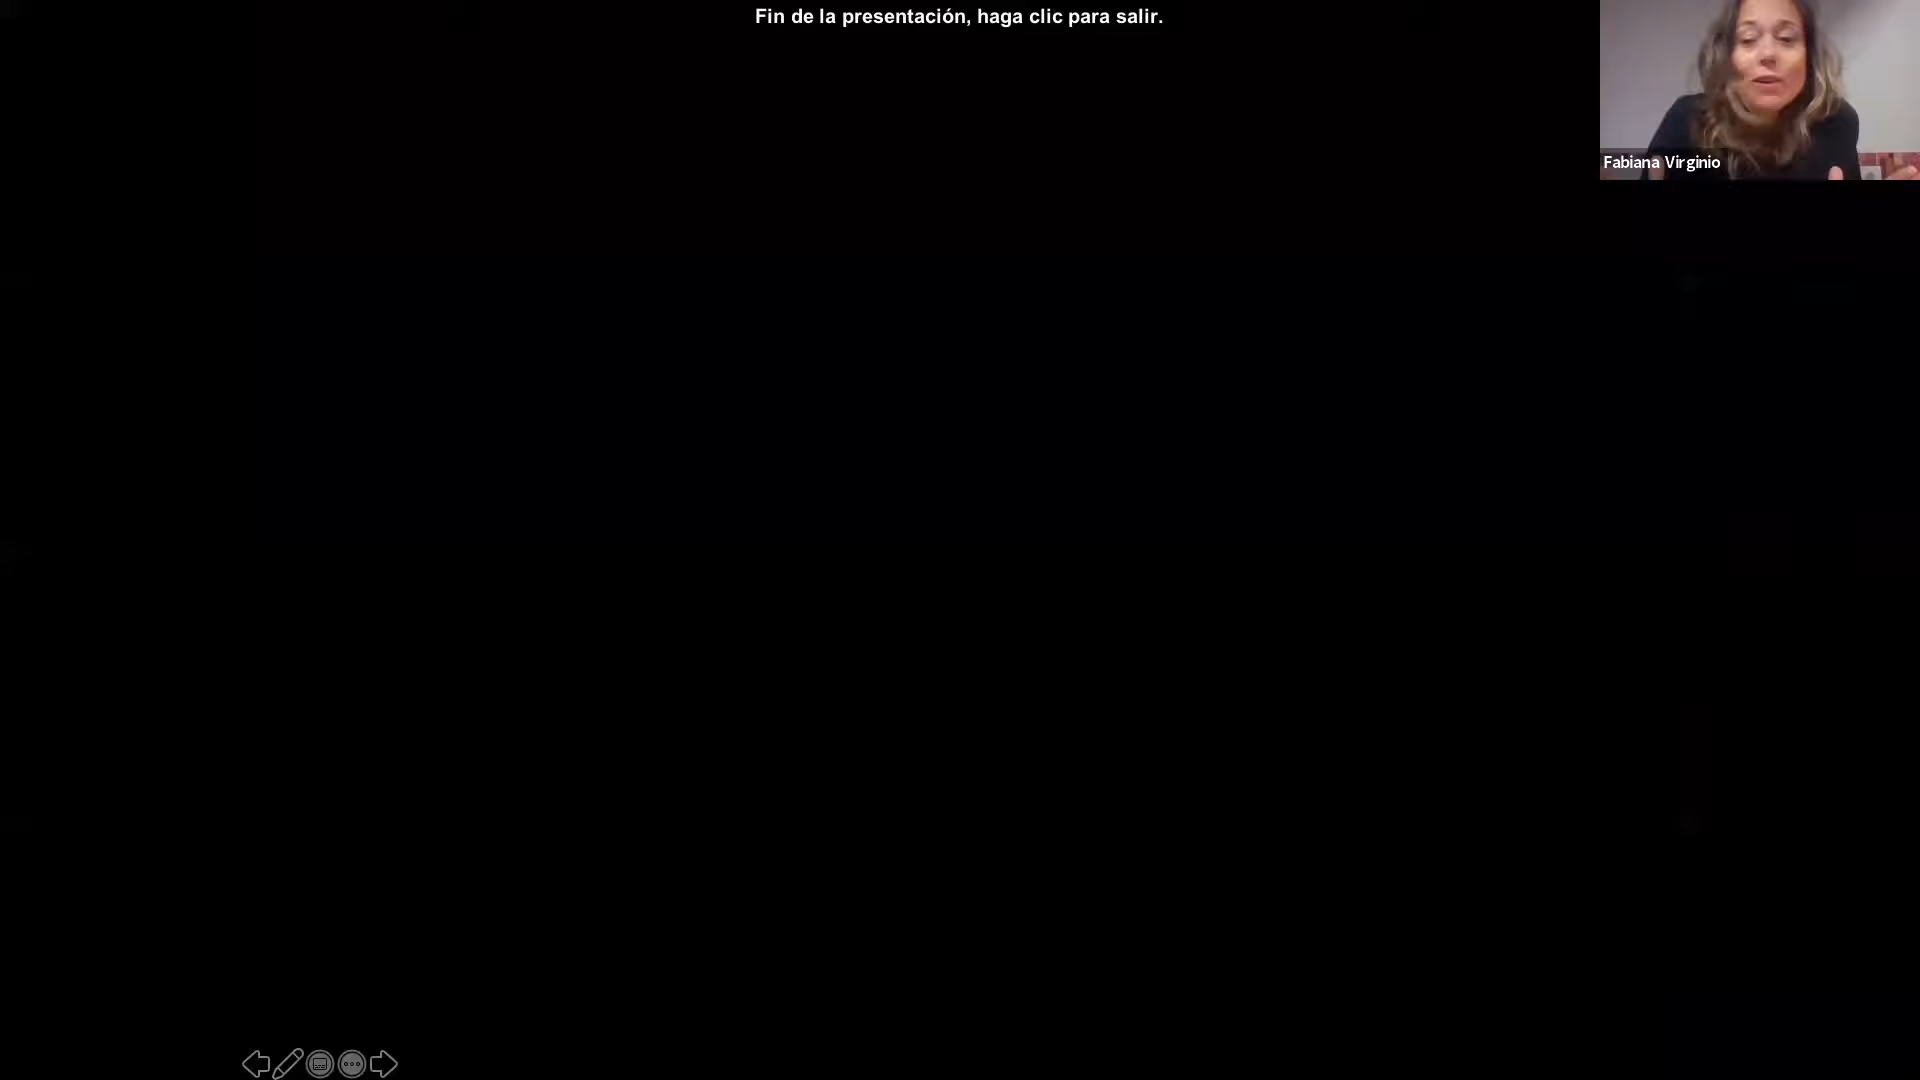 Fin de la presentación, haga clic para salir.
Fabiana Virginio